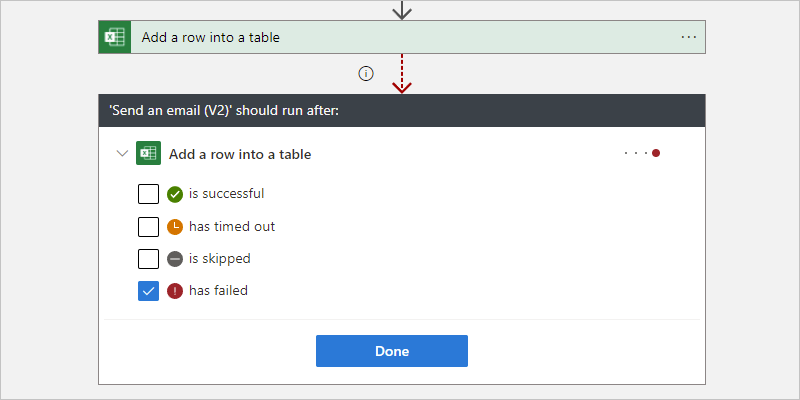 Add a row into a table
'Send an email (V2)' should run after:
Add a row into a table
is successful
has timed out
is skipped
has failed
Done